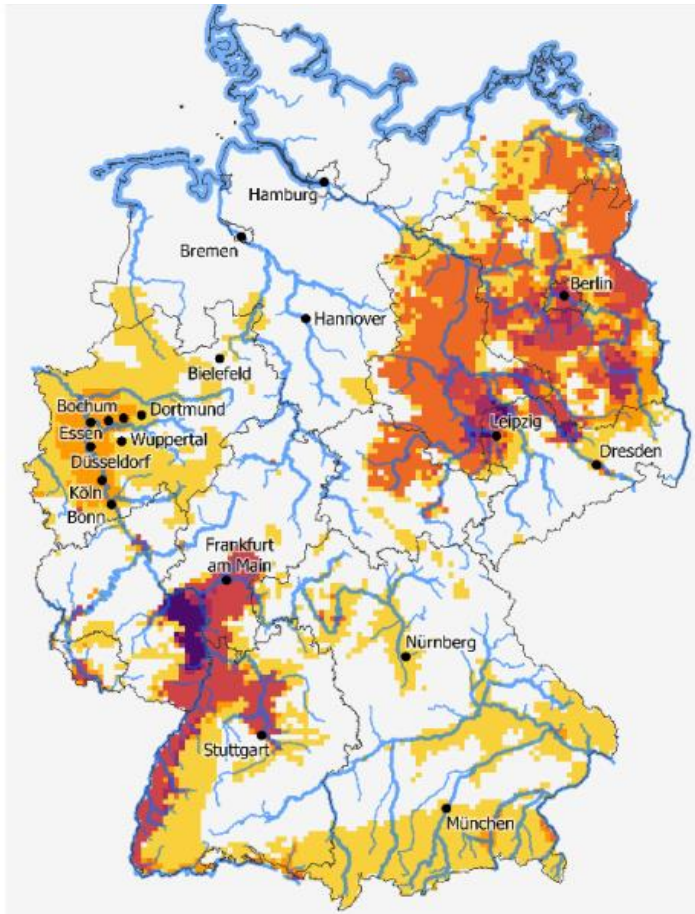 Hamburg
Bremen
Berlin
Hannover
Bielefeld
Bochum
Dortmund
Essen
Wuppertal
Leipzig
Düsseldorf
Dresden
Köln
Bonn
Frankfurt
am Main
Nürnberg
Stuttgart
München